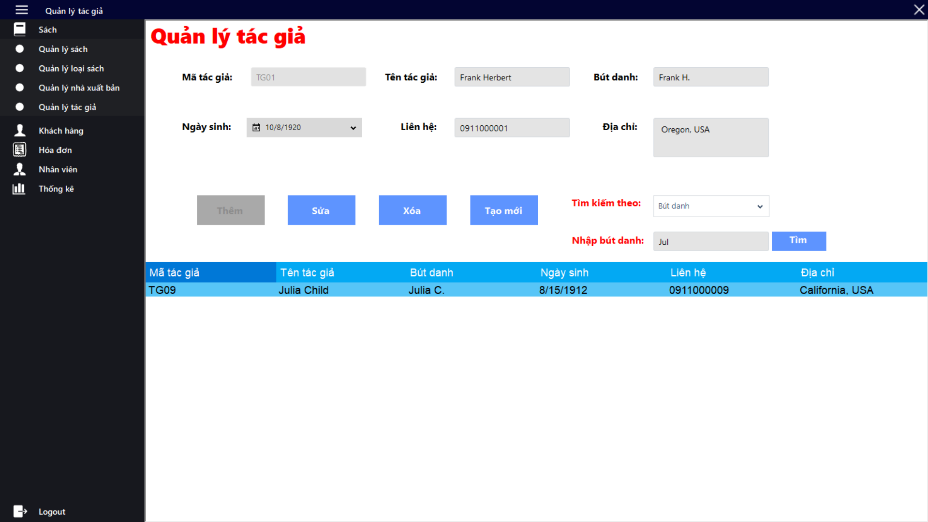 Quản lý tác giả
Sách
Quản lý sách
Quản lý loại sách
Quản lý nhà xuất bản
Quản lý tác giả
Khách hàng
Hóa đơn
Nhân viên
Thống kê
Logout
Quản lý tác giả
Mã tác giả: TG01 Tên tác giả: Frank Herbert Bút danh: Frank H.
Ngày sinh: 10/8/1920 Liên hệ: 0911000001 Địa chỉ: Oregon, USA
Thêm Sửa Xóa Tạo mới
Tìm kiếm theo: Bút danh
Nhập bút danh: Jul Tìm
Mã tác giả Tên tác giả Bút danh Ngày sinh Liên hệ Địa chỉ
TG09 Julia Child Julia C. 8/15/1912 0911000009 California, USA